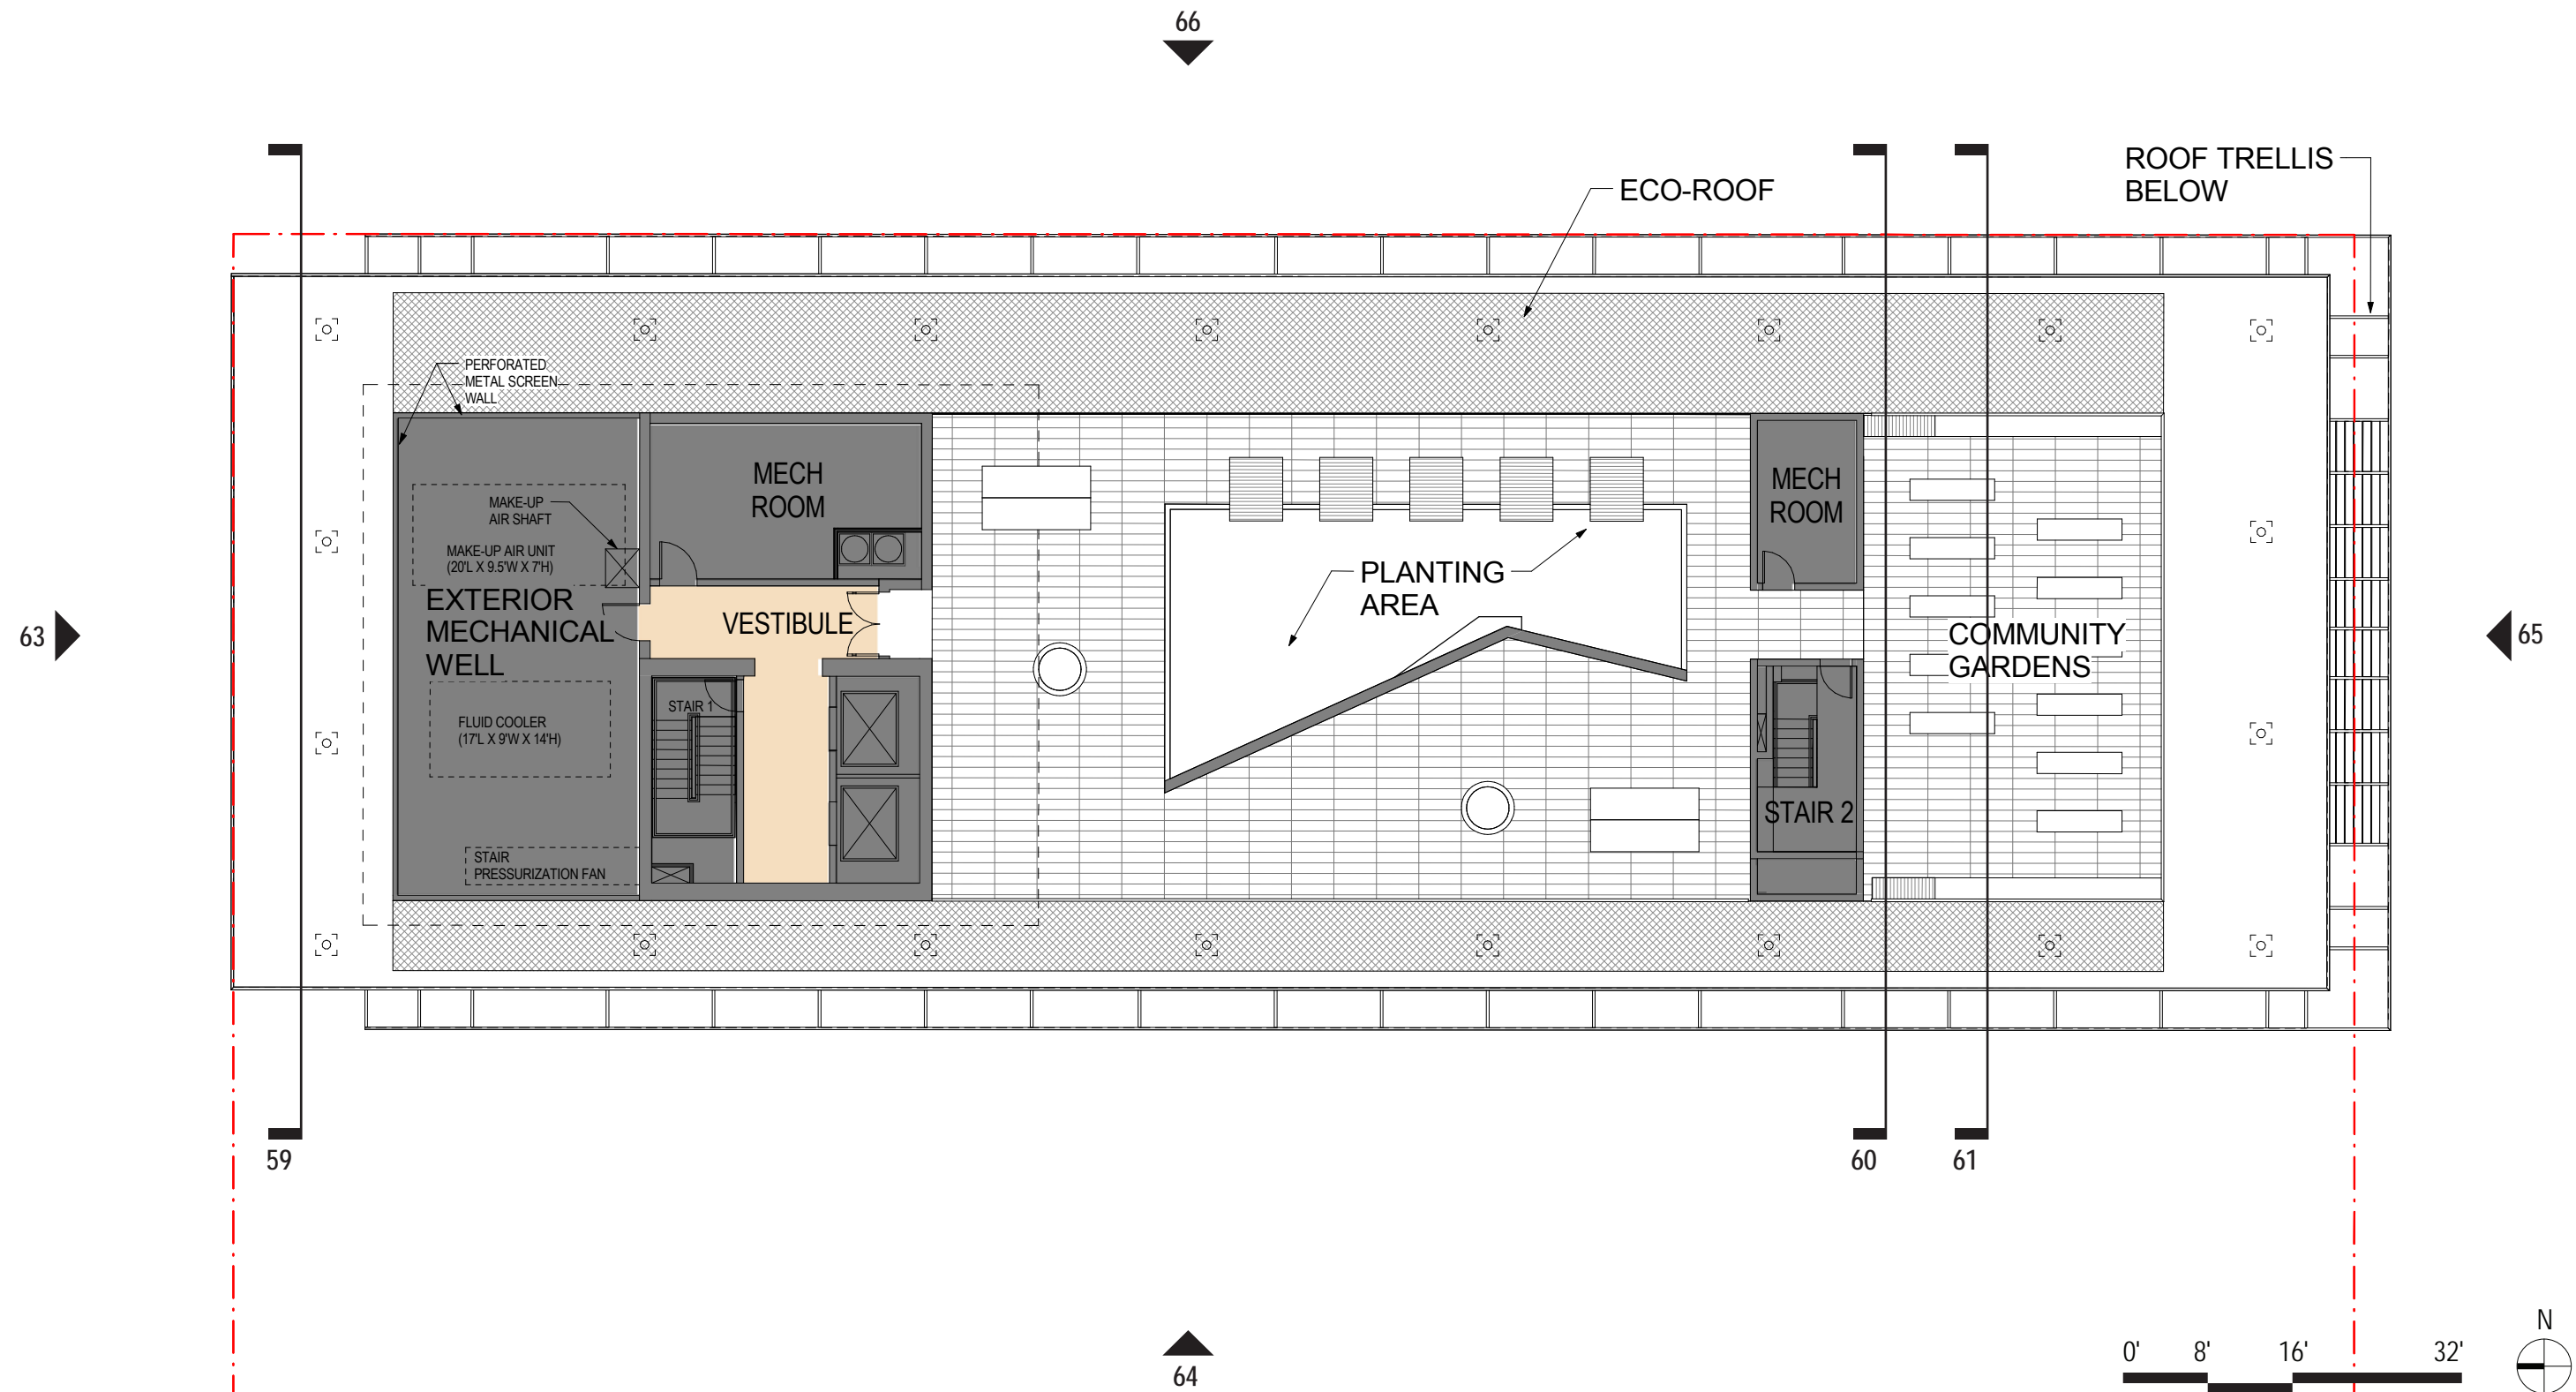 66
ROOF TRELLIS
BELOW
ECO-ROOF
PERFORATED
METAL SCREEN
WALL
MECH
ROOM
MECH
ROOM
MAKE-UP
AIR SHAFT
MAKE-UP AIR UNIT
(20'L X 9.5'W X 7'H)
PLANTING
AREA
EXTERIOR
MECHANICAL
WELL
VESTIBULE
63
COMMUNITY
GARDENS
65
STAIR 1
FLUID COOLER
(17'L X 9'W X 14'H)
STAIR 2
STAIR
PRESSURIZATION FAN
59
60
61
64
N
0' 8' 16' 32'